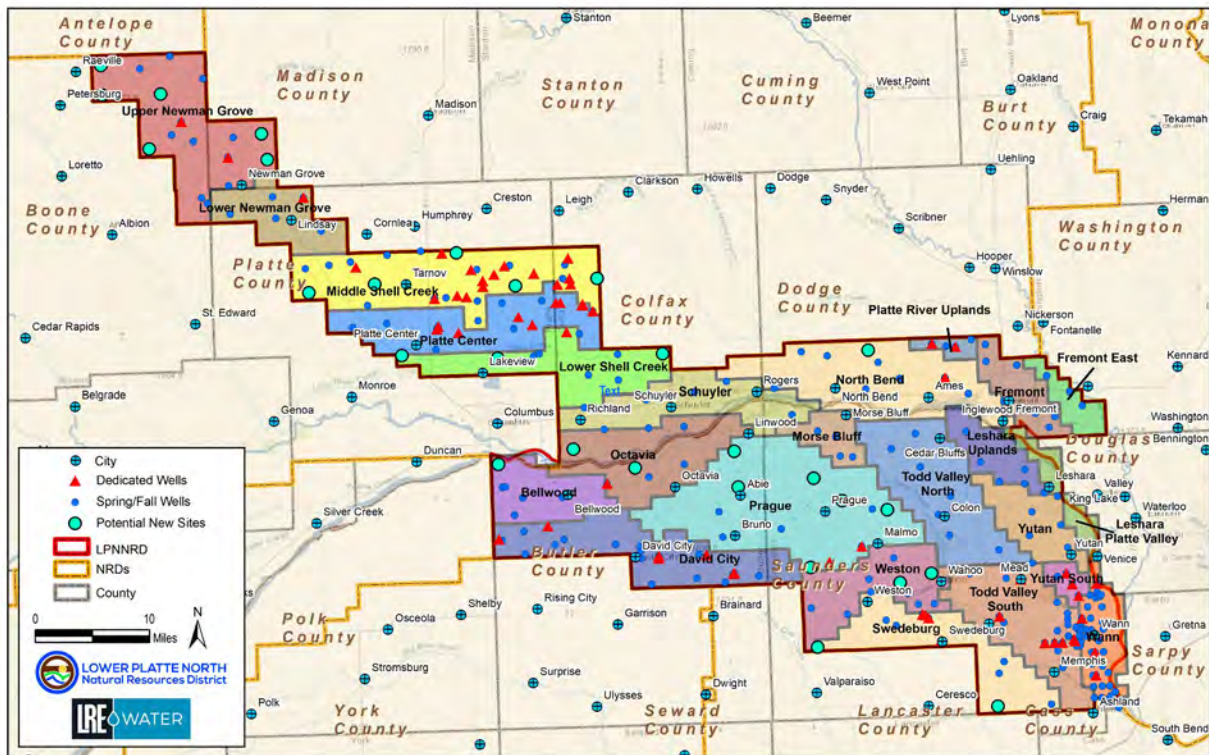 Antelope
County
Raeville
Petersburg
Upper Newman Grove
Loretto
Newman Grove
Boone
County
Albion
Lower Newman Grove
Lindsay
Madison
County
Madison
Stanton
Stanton
County
Beemer
Cuming
County
West Point
Lyons
Oakland
Burt
County
Craig
Monona
County
Tekamah
Uehling
Herman
Washington
County
Creston
Leigh
Clarkson
Howells
Dodge
Snyder
Scribner
Humphrey
Cornlea
Platte
County
Tarnov
Middle Shell Creek
St. Edward
Cedar Rapids
Platte Center
Platte Center
Lakeview
Lower Shell Creek
Text
Colfax
County
Dodge
County
Hooper
Winslow
Platte River Uplands
Nickerson
Fontanelle
Kennard
Fremont East
Fremont
North Bend
Ames
North Bend
Rogers
Schuyler
Schuyler
Richland
Columbus
Monroe
Genoa
Belgrade
Duncan
Silver Creek
Morse Bluff
Morse Bluff
Linwood
Inglewood
Fremont
Washington
Bennington
Douglas
County
Leshara
Uplands
Cedar Bluffs
Leshara
Valley
King Lake
Waterloo
Todd Valley
North
Colon
Octavia
Octavia
Abie
Prague
Prague
Bruno
Malmo
Bellwood
Bellwood
Yutan
Yutan
Leshara
Platte Valley
Venice
Butler
County
David City
David City
Saunders
County
Weston
Weston
Wahoo
Mead
Yutan South
Todd Valley
South
Swedeburg
Swedeburg
Wann
Wann
Gretna
Sarpy
County
Memphis
Ashland
Polk
County
Shelby
Osceola
Rising City
Garrison
Brainard
Stromsburg
Surprise
Ulysses
Dwight
Valparaiso
Ceresco
Polk
York
County
Seward
County
Lancaster
County
Cass
County
South Bend
City
Dedicated Wells
Spring/Fall Wells
Potential New Sites
LPNNRD
NRDs
County
0 10
Miles
N
LOWER PLATTE NORTH
Natural Resources District
LRE WATER